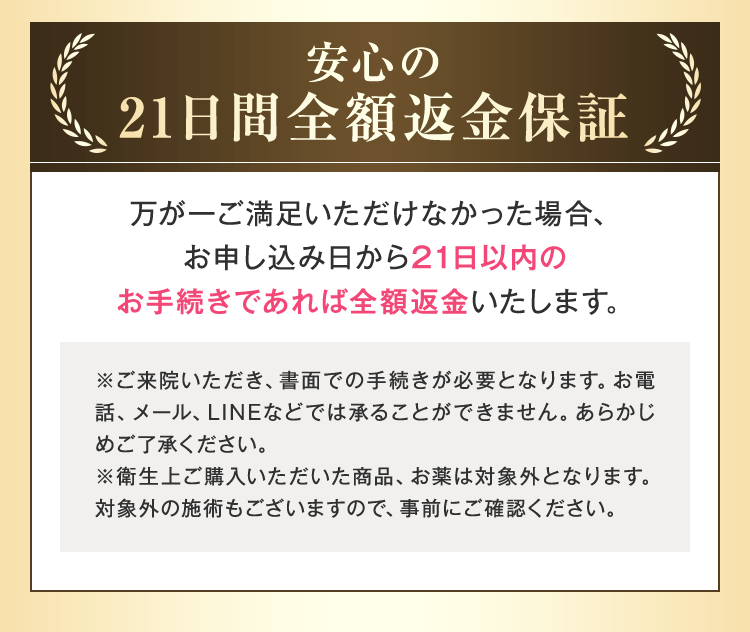 安心の
21日間全額返金保証
万が一ご満足いただけなかった場合、
お申し込み日から21日以内の
お手続きであれば全額返金いたします。
※ご来院いただき、書面での手続きが必要となります。お電
話、メール、LINEなどでは承ることができません。あらかじ
めご了承ください。
※衛生上ご購入いただいた商品、お薬は対象外となります。
対象外の施術もございますので、事前にご確認ください。